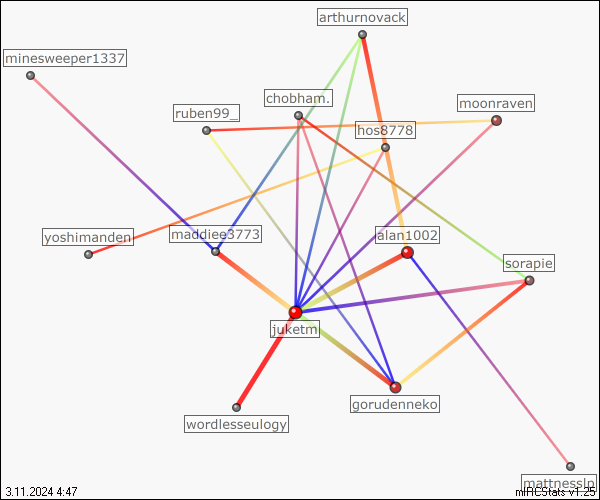 arthurnovack
minesweeper1337
chobham.
moonraven
ruben99_
hos8778
maddiee3773
alan1002
yoshimanden
sorapie
juketm
gorudenneko
wordlesseulogy
mattnesslp
3.11.2024 4:47
mIRCStats v1.25